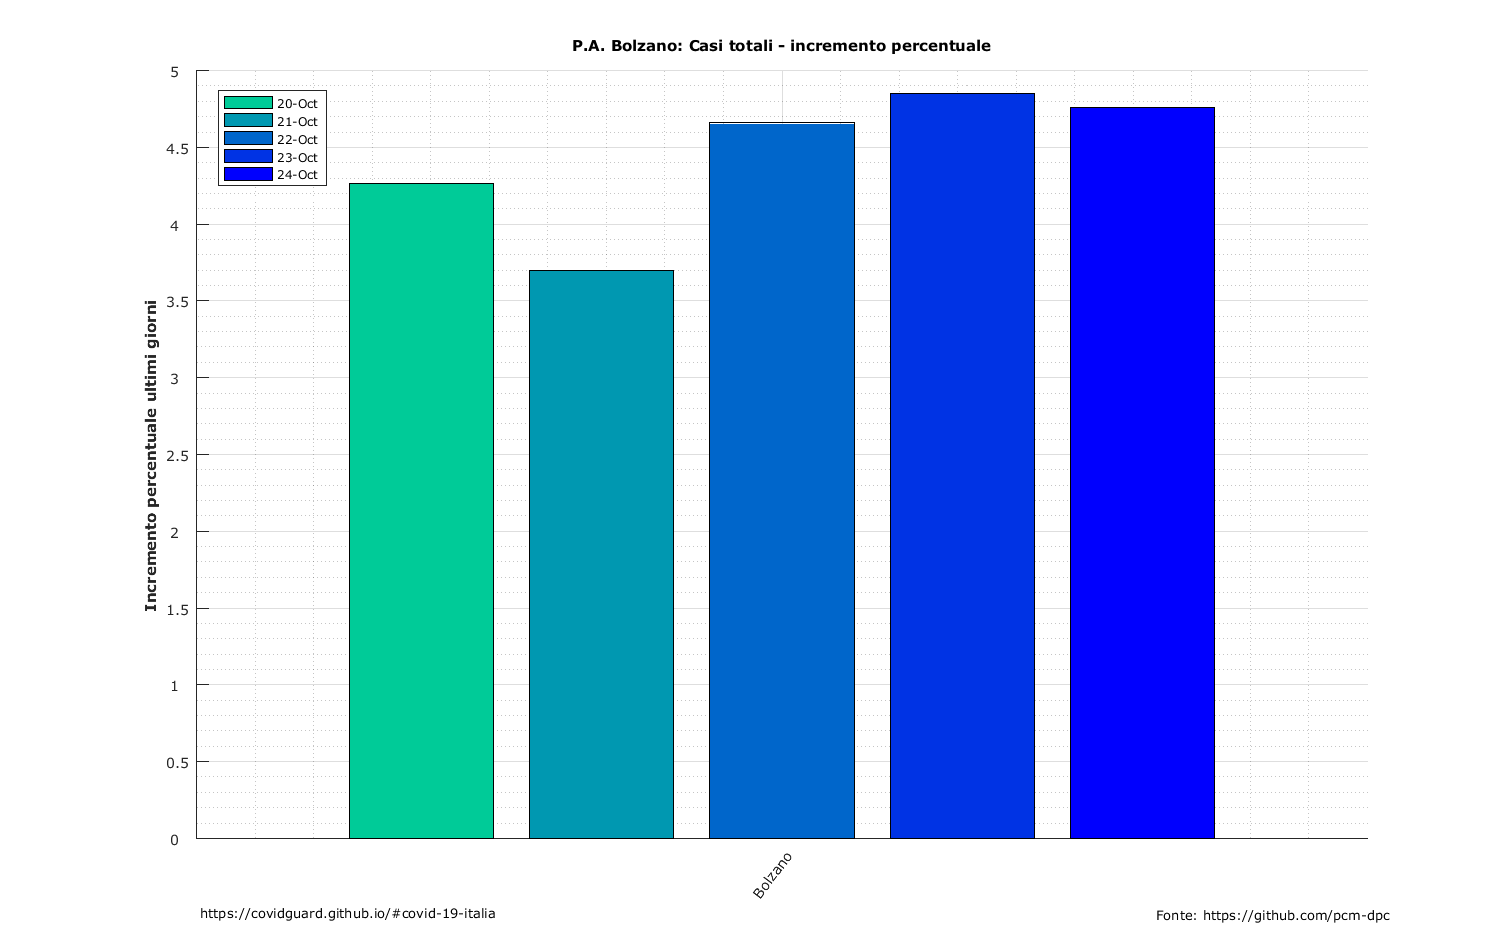 P.A. Bolzano: Casi totali - incremento percentuale
5
4.5
4
3.5
3
2.5
2
1.5
1
0.5
0
Incremento percentuale ultimi giorni
20-Oct
21-Oct
22-Oct
23-Oct
24-Oct
Bolzano
https://covidguard.github.io/#covid-19-italia
Fonte: https://github.com/pcm-dpc